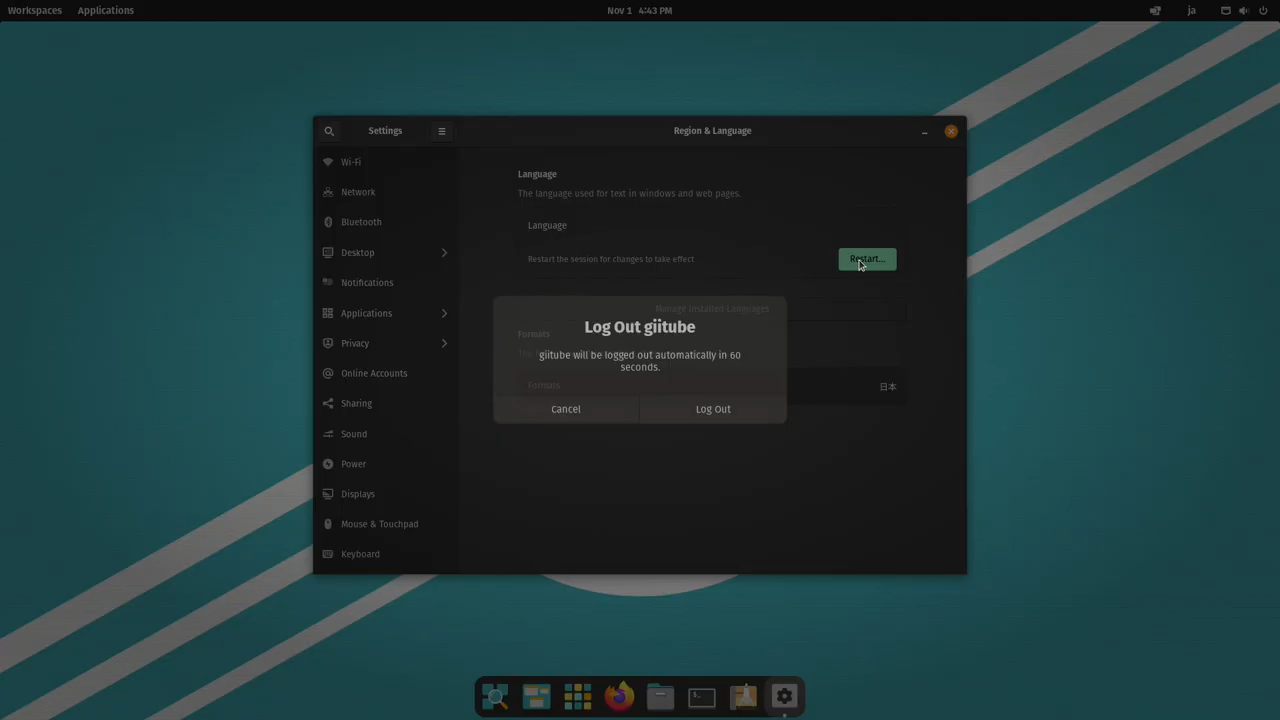 Workspaces
Applications
Nov 1 4:43 PM
ja
Settings
Region & Language
Wi-Fi
Network
Bluetooth
Desktop
Notifications
Applications
Privacy
Online Accounts
Sharing
Sound
Power
Displays
Mouse & Touchpad
Keyboard
Language
The language used for text in windows and web pages.
Language
Restart the session for changes to take effect
Restart...
Manage Installed Languages
Formats
Formats
日本
Log Out giitube
giitube will be logged out automatically in 60
seconds.
Cancel
Log Out